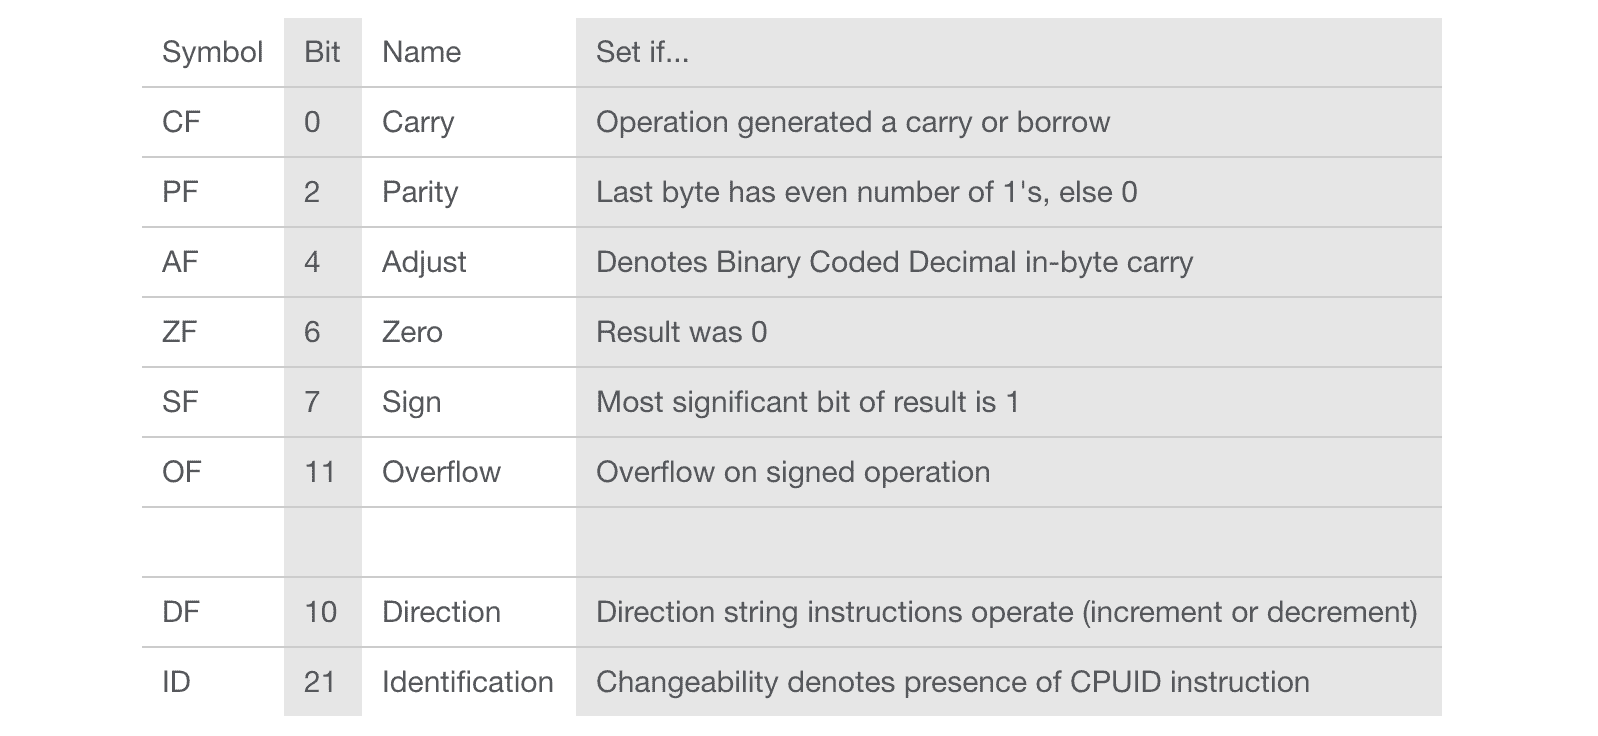 Symbol Bit Name Set if...
CF 0 Carry Operation generated a carry or borrow
PF 2 Parity Last byte has even number of 1's, else 0
AF 4 Adjust Denotes Binary Coded Decimal in-byte carry
ZF 6 Zero Result was 0
SF 7 Sign Most significant bit of result is 1
OF 11 Overflow Overflow on signed operation
DF 10 Direction Direction string instructions operate (increment or decrement)
ID 21 Identification Changeability denotes presence of CPUID instruction